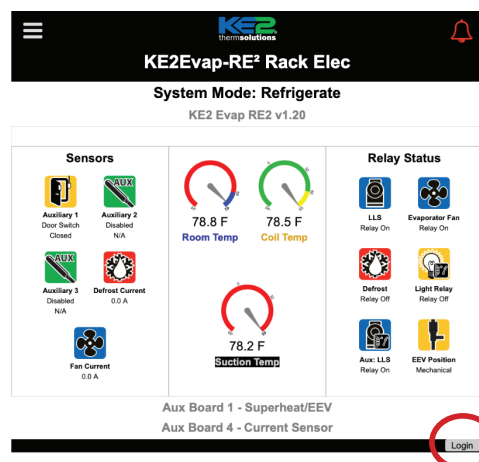 KE2
thermsolutions
KE2Evap-RE² Rack Elec
System Mode: Refrigerate
KE2 Evap RE2 v1.20
Sensors
Auxiliary 1
Door Switch
Closed
AUX
Auxiliary 2
Disabled
N/A
AUX
Auxiliary 3
Disabled
N/A
Defrost Current
0.0 A
Fan Current
0.0 A
78.8 F
Room Temp
78.5 F
Coil Temp
78.2 F
Suction Temp
Relay Status
LLS
Relay On
Evaporator Fan
Relay On
Defrost
Relay Off
Light Relay
Relay Off
Aux: LLS
Relay On
EEV Position
Mechanical
Aux Board 1 - Superheat/EEV
Aux Board 4 - Current Sensor
Login